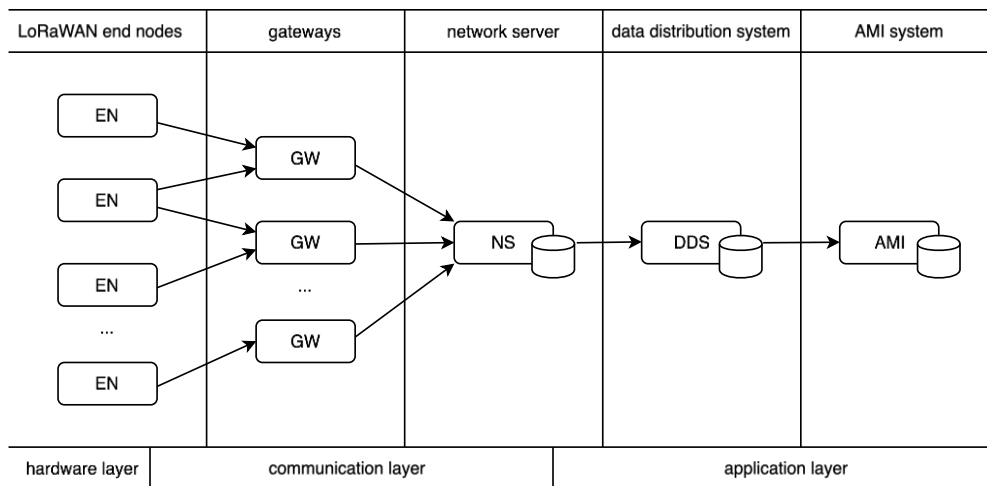 LoRaWAN end nodes
gateways
network server
data distribution system
AMI system
EN
EN
EN
...
EN
GW
GW
...
GW
NS
DDS
AMI
hardware layer
communication layer
application layer